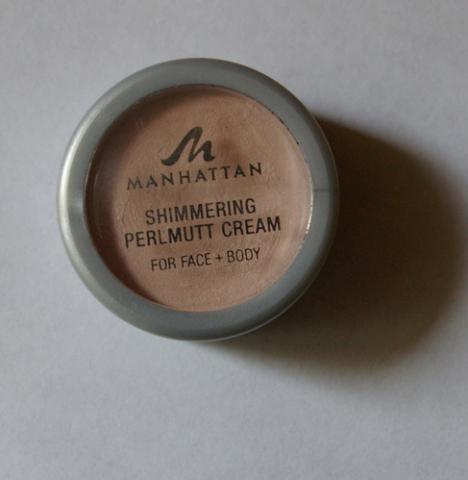 MANHATTAN
SHIMMERING
PERLMUTT CREAM
FOR FACE + BODY